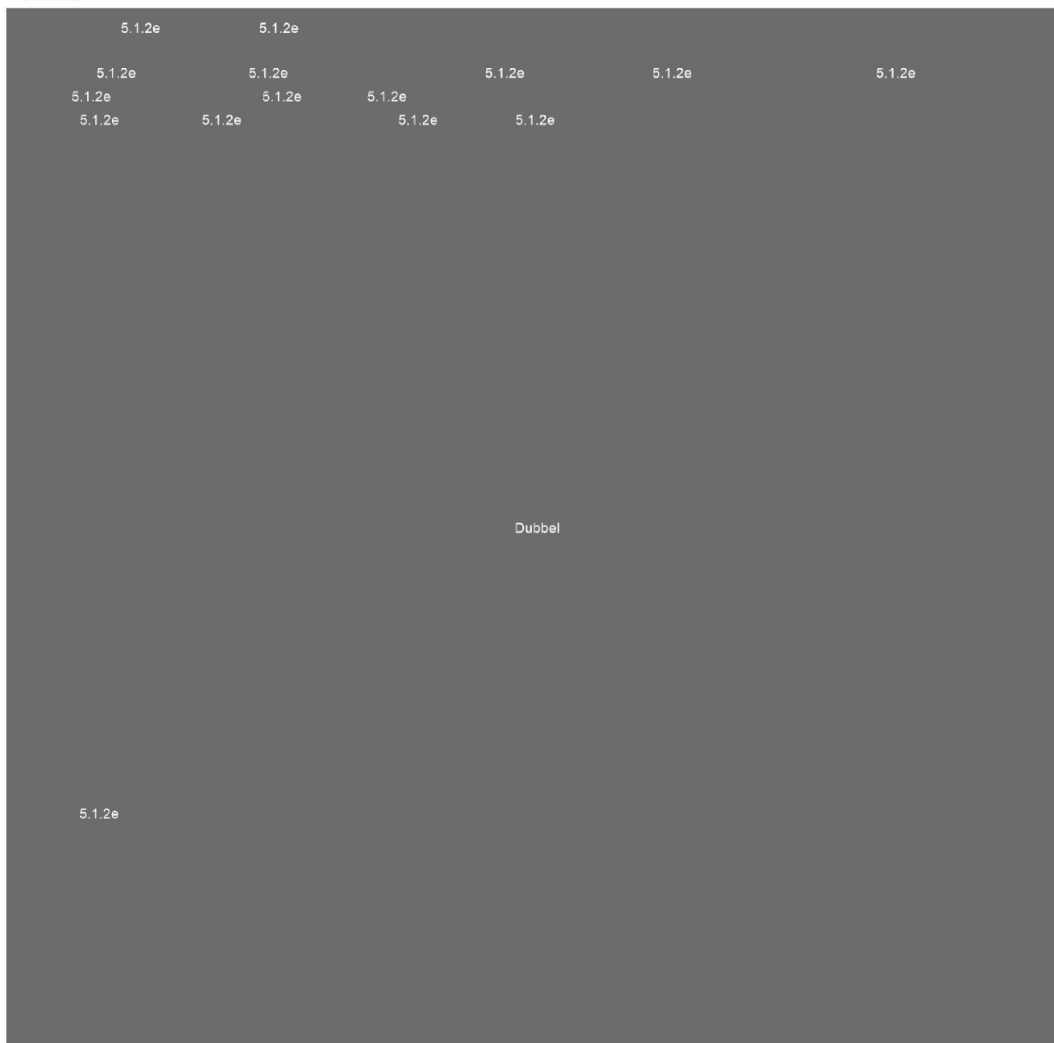 5.1.2e 5.1.2e
5.1.2e 5.1.2e 5.1.2e 5.1.2e 5.1.2e
5.1.2e 5.1.2e 5.1.2e
5.1.2e 5.1.2e 5.1.2e 5.1.2e
Dubbel
5.1.2e